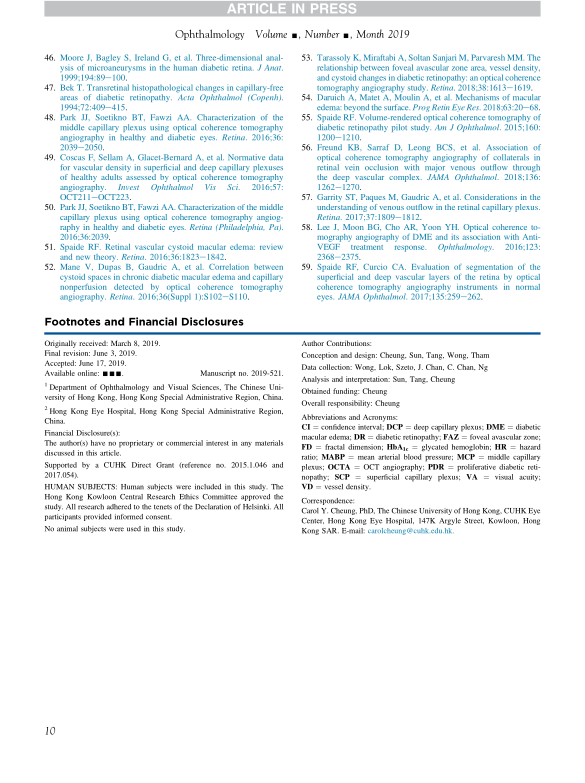 ARTICLE IN PRESS
Ophthalmology Volume ■, Number ■, Month 2019
46. Moore J, Bagley S, Ireland G, et al. Three-dimensional anal-
ysis of microaneurysms in the human diabetic retina. J Anat.
1999;194:89–100.
47. Bek T. Transretinal histopathological changes in capillary-free
areas of diabetic retinopathy. Acta Ophthalmol (Copenh).
1994;72:409–415.
48. Park JJ, Soetikno BT, Fawzi AA. Characterization of the
middle capillary plexus using optical coherence tomography
angiography in healthy and diabetic eyes. Retina. 2016;36:
2039–2050.
49. Coscas F, Sellam A, Glacet-Bernard A, et al. Normative data
for vascular density in superficial and deep capillary plexuses
of healthy adults assessed by optical coherence tomography
angiography. Invest Ophthalmol Vis Sci. 2016;57:
OCT211–OCT223.
50. Park JJ, Soetikno BT, Fawzi AA. Characterization of the middle
capillary plexus using optical coherence tomography angiog-
raphy in healthy and diabetic eyes. Retina (Philadelphia, Pa).
2016;36:2039.
51. Spaide RF. Retinal vascular cystoid macular edema: review
and new theory. Retina. 2016;36:1823–1842.
52. Mane V, Dupas B, Gaudric A, et al. Correlation between
cystoid spaces in chronic diabetic macular edema and capillary
nonperfusion detected by optical coherence tomography
angiography. Retina. 2016;36(Suppl 1):S102–S110.
53. Tarassoly K, Miraftabi A, Soltan Sanjari M, Parvaresh MM. The
relationship between foveal avascular zone area, vessel density,
and cystoid changes in diabetic retinopathy: an optical coherence
tomography angiography study. Retina. 2018;38:1613–1619.
54. Daruich A, Matet A, Moulin A, et al. Mechanisms of macular
edema: beyond the surface. Prog Retin Eye Res. 2018;63:20–68.
55. Spaide RF. Volume-rendered optical coherence tomography of
diabetic retinopathy pilot study. Am J Ophthalmol. 2015;160:
1200–1210.
56. Freund KB, Sarraf D, Leong BCS, et al. Association of
optical coherence tomography angiography of collaterals in
retinal vein occlusion with major venous outflow through
the deep vascular complex. JAMA Ophthalmol. 2018;136:
1262–1270.
57. Garrity ST, Paques M, Gaudric A, et al. Considerations in the
understanding of venous outflow in the retinal capillary plexus.
Retina. 2017;37:1809–1812.
58. Lee J, Moon BG, Cho AR, Yoon YH. Optical coherence to-
mography angiography of DME and its association with Anti-
VEGF treatment response. Ophthalmology. 2016;123:
2368–2375.
59. Spaide RF, Curcio CA. Evaluation of segmentation of the
superficial and deep vascular layers of the retina by optical
coherence tomography angiography instruments in normal
eyes. JAMA Ophthalmol. 2017;135:259–262.
Footnotes and Financial Disclosures
Originally received: March 8, 2019.
Final revision: June 3, 2019.
Accepted: June 17, 2019.
Available online: ■■■. Manuscript no. 2019-521.
1 Department of Ophthalmology and Visual Sciences, The Chinese Uni-
versity of Hong Kong, Hong Kong Special Administrative Region, China.
2 Hong Kong Eye Hospital, Hong Kong Special Administrative Region,
China.
Financial Disclosure(s):
The author(s) have no proprietary or commercial interest in any materials
discussed in this article.
Supported by a CUHK Direct Grant (reference no. 2015.1.046 and
2017.054).
HUMAN SUBJECTS: Human subjects were included in this study. The
Hong Kong Kowloon Central Research Ethics Committee approved the
study. All research adhered to the tenets of the Declaration of Helsinki. All
participants provided informed consent.
No animal subjects were used in this study.
Author Contributions:
Conception and design: Cheung, Sun, Tang, Wong, Tham
Data collection: Wong, Lok, Szeto, J. Chan, C. Chan, Ng
Analysis and interpretation: Sun, Tang, Cheung
Obtained funding: Cheung
Overall responsibility: Cheung
Abbreviations and Acronyms:
CI = confidence interval; DCP = deep capillary plexus; DME = diabetic
macular edema; DR = diabetic retinopathy; FAZ = foveal avascular zone;
FD = fractal dimension; HbA1c = glycated hemoglobin; HR = hazard
ratio; MABP = mean arterial blood pressure; MCP = middle capillary
plexus; OCTA = OCT angiography; PDR = proliferative diabetic reti-
nopathy; SCP = superficial capillary plexus; VA = visual acuity;
VD = vessel density.
Correspondence:
Carol Y. Cheung, PhD, The Chinese University of Hong Kong, CUHK Eye
Center, Hong Kong Eye Hospital, 147K Argyle Street, Kowloon, Hong
Kong SAR. E-mail: carolcheung@cuhk.edu.hk.
10